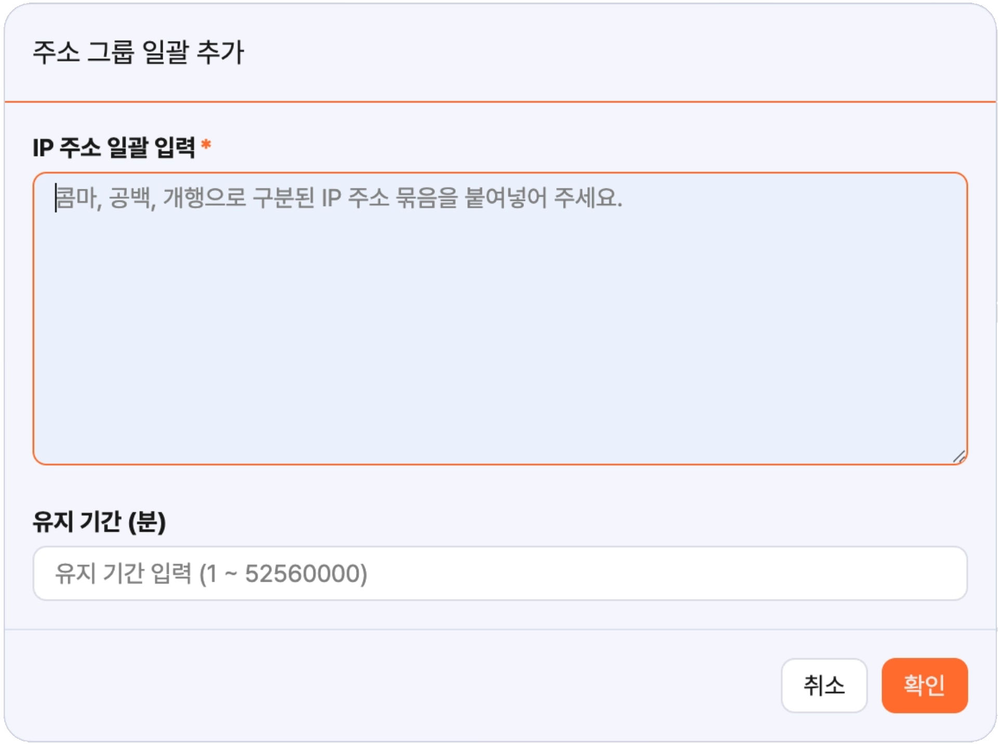 주소 그룹 일괄 추가
IP 주소 일괄 입력 *
콤마, 공백, 개행으로 구분된 IP 주소 묶음을 붙여넣어 주세요.
유지 기간 (분)
유지 기간 입력 (1 ~ 52560000)
취소
확인